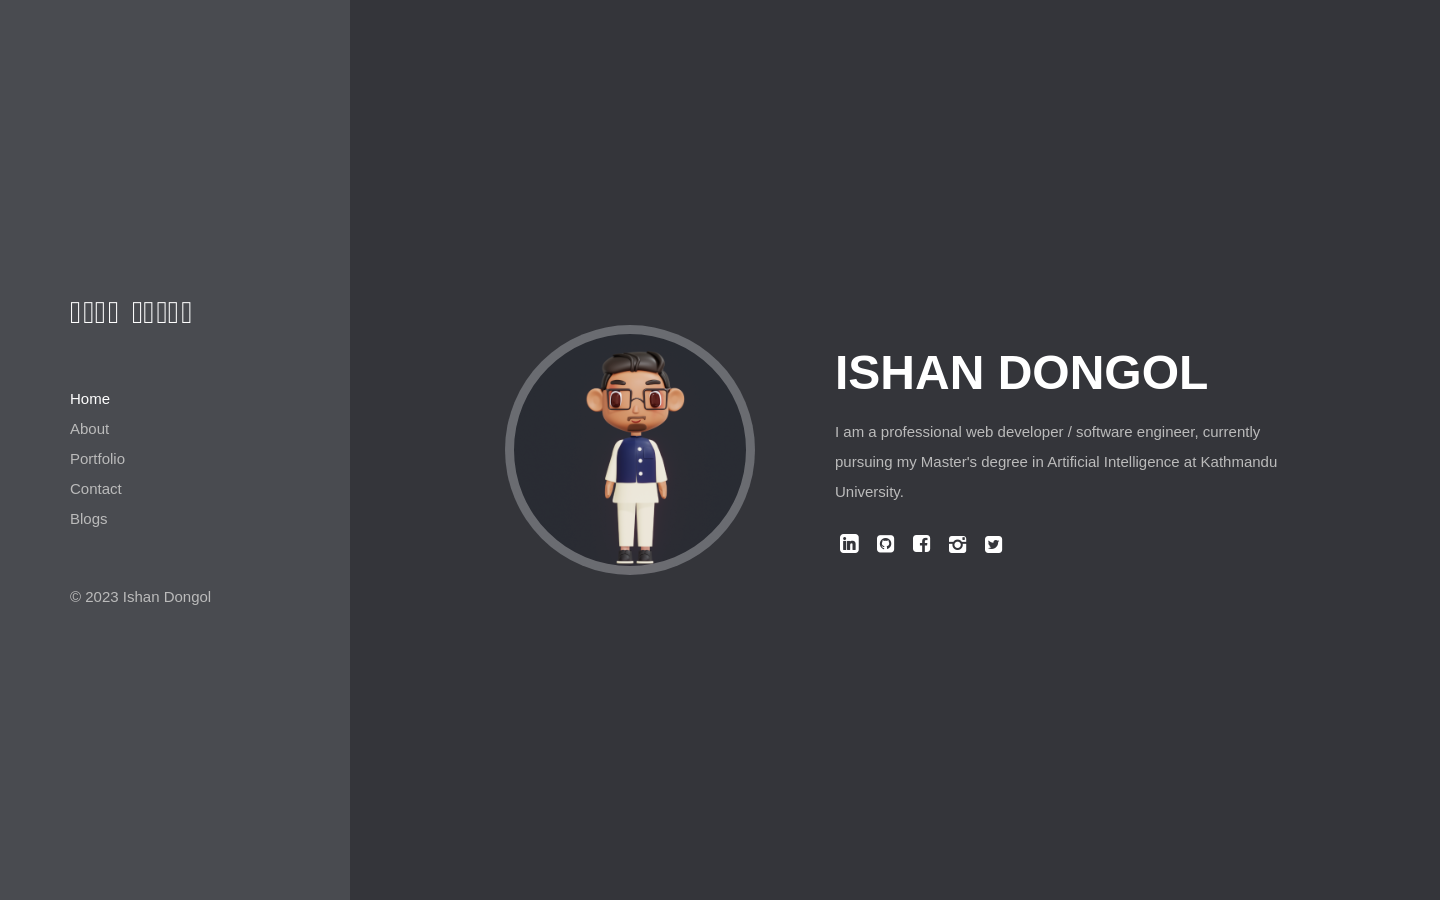 Home
About
Portfolio
Contact
Blogs
© 2023 Ishan Dongol
ISHAN DONGOL
I am a professional web developer / software engineer, currently
pursuing my Master's degree in Artificial Intelligence at Kathmandu
University.